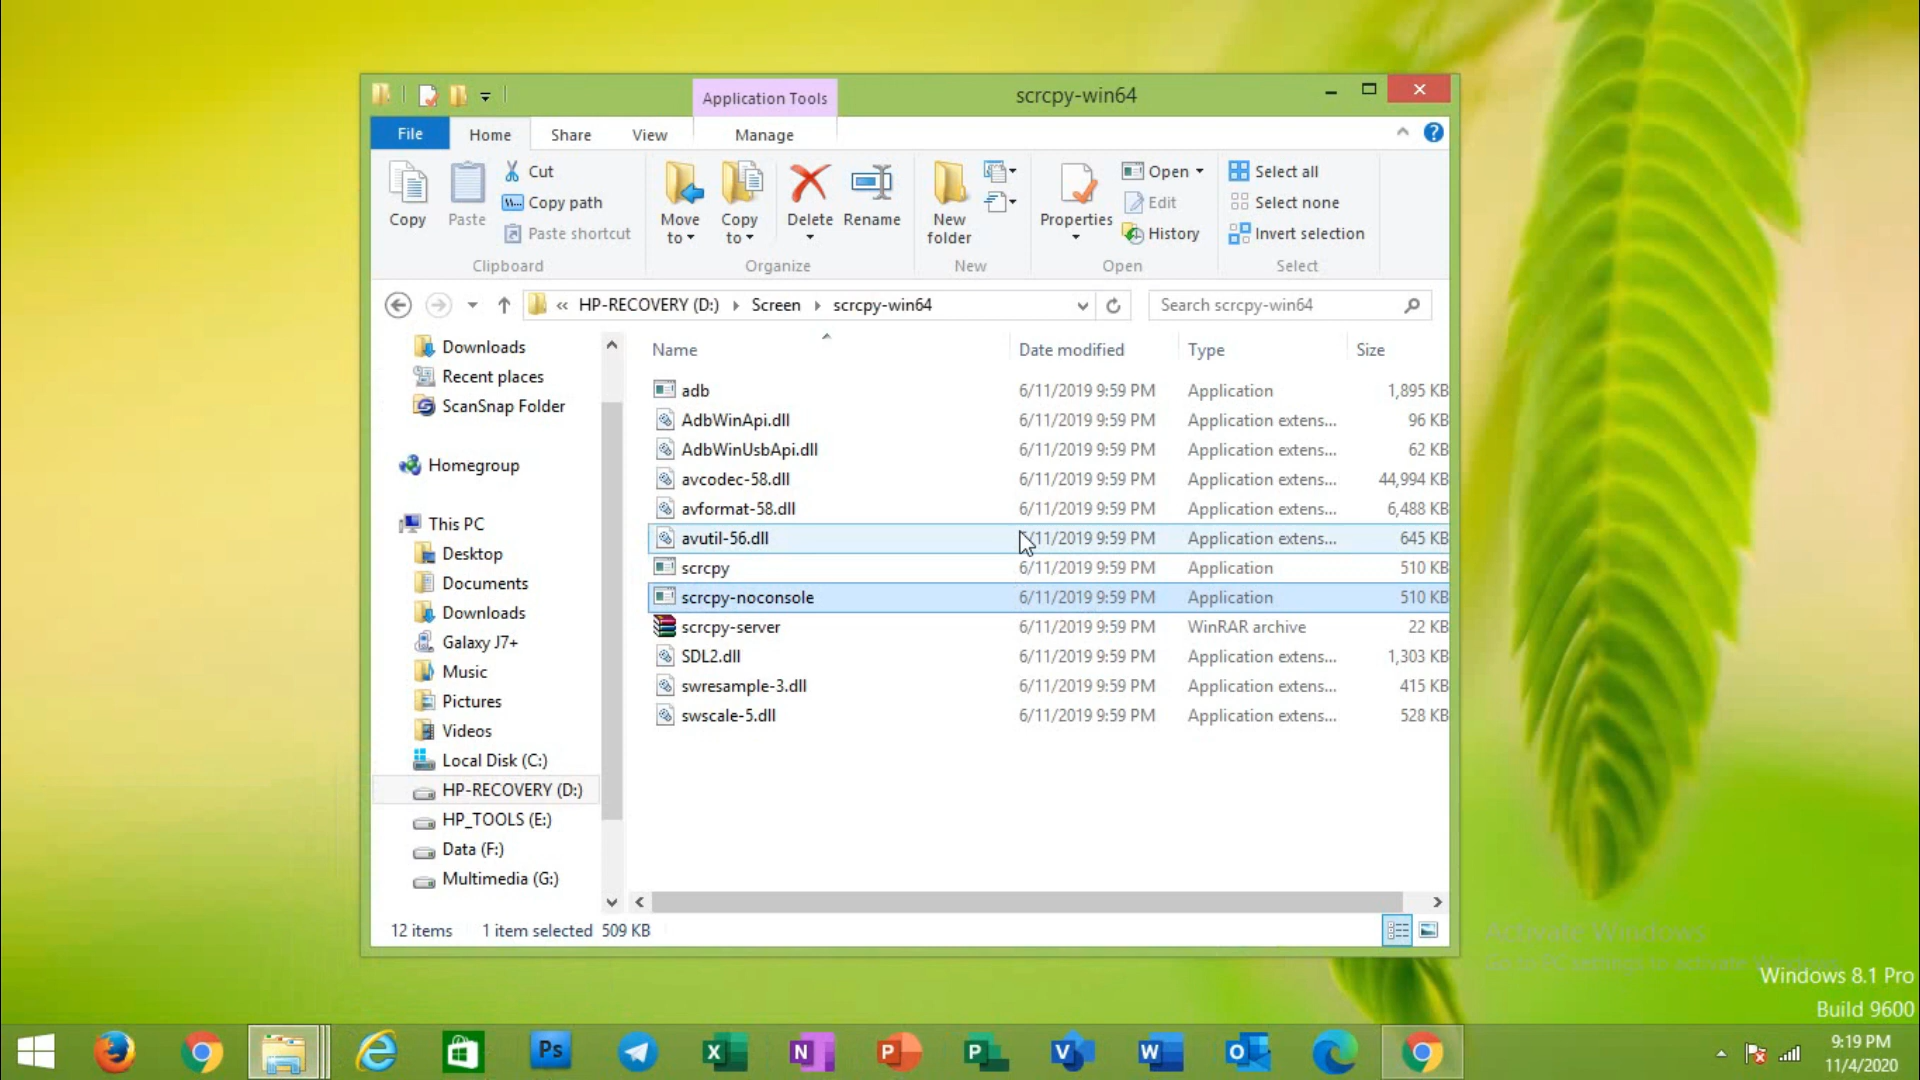 Application Tools
scrcpy-win64
File
Home
Share
View
Manage
Copy
Paste
Cut
Copy path
Paste shortcut
Clipboard
Move to
Copy to
Delete
Rename
Organize
New folder
New
Properties
Open
Edit
History
Open
Select all
Select none
Invert selection
Select
« HP-RECOVERY (D:) Screen scrcpy-win64
Search scrcpy-win64
Downloads
Recent places
ScanSnap Folder
Homegroup
This PC
Desktop
Documents
Downloads
Galaxy J7+
Music
Pictures
Videos
Local Disk (C:)
HP-RECOVERY (D:)
HP_TOOLS (E:)
Data (F:)
Multimedia (G:)
Name Date modified Type Size
adb 6/11/2019 9:59 PM Application 1,895 KB
AdbWinApi.dll 6/11/2019 9:59 PM Application extens... 96 KB
AdbWinUsbApi.dll 6/11/2019 9:59 PM Application extens... 62 KB
avcodec-58.dll 6/11/2019 9:59 PM Application extens... 44,994 KB
avformat-58.dll 6/11/2019 9:59 PM Application extens... 6,488 KB
avutil-56.dll /11/2019 9:59 PM Application extens... 645 KB
scrcpy 6/11/2019 9:59 PM Application 510 KB
scrcpy-noconsole 6/11/2019 9:59 PM Application 510 KB
scrcpy-server 6/11/2019 9:59 PM WinRAR archive 22 KB
SDL2.dll 6/11/2019 9:59 PM Application extens... 1,303 KB
swresample-3.dll 6/11/2019 9:59 PM Application extens... 415 KB
swscale-5.dll 6/11/2019 9:59 PM Application extens... 528 KB
12 items 1 item selected 509 KB
Activate Windows
Go to PC settings to activate Windows.
Windows 8.1 Pro
Build 9600
Ps
X
N
P
P
V
W
O
9:19 PM
11/4/2020